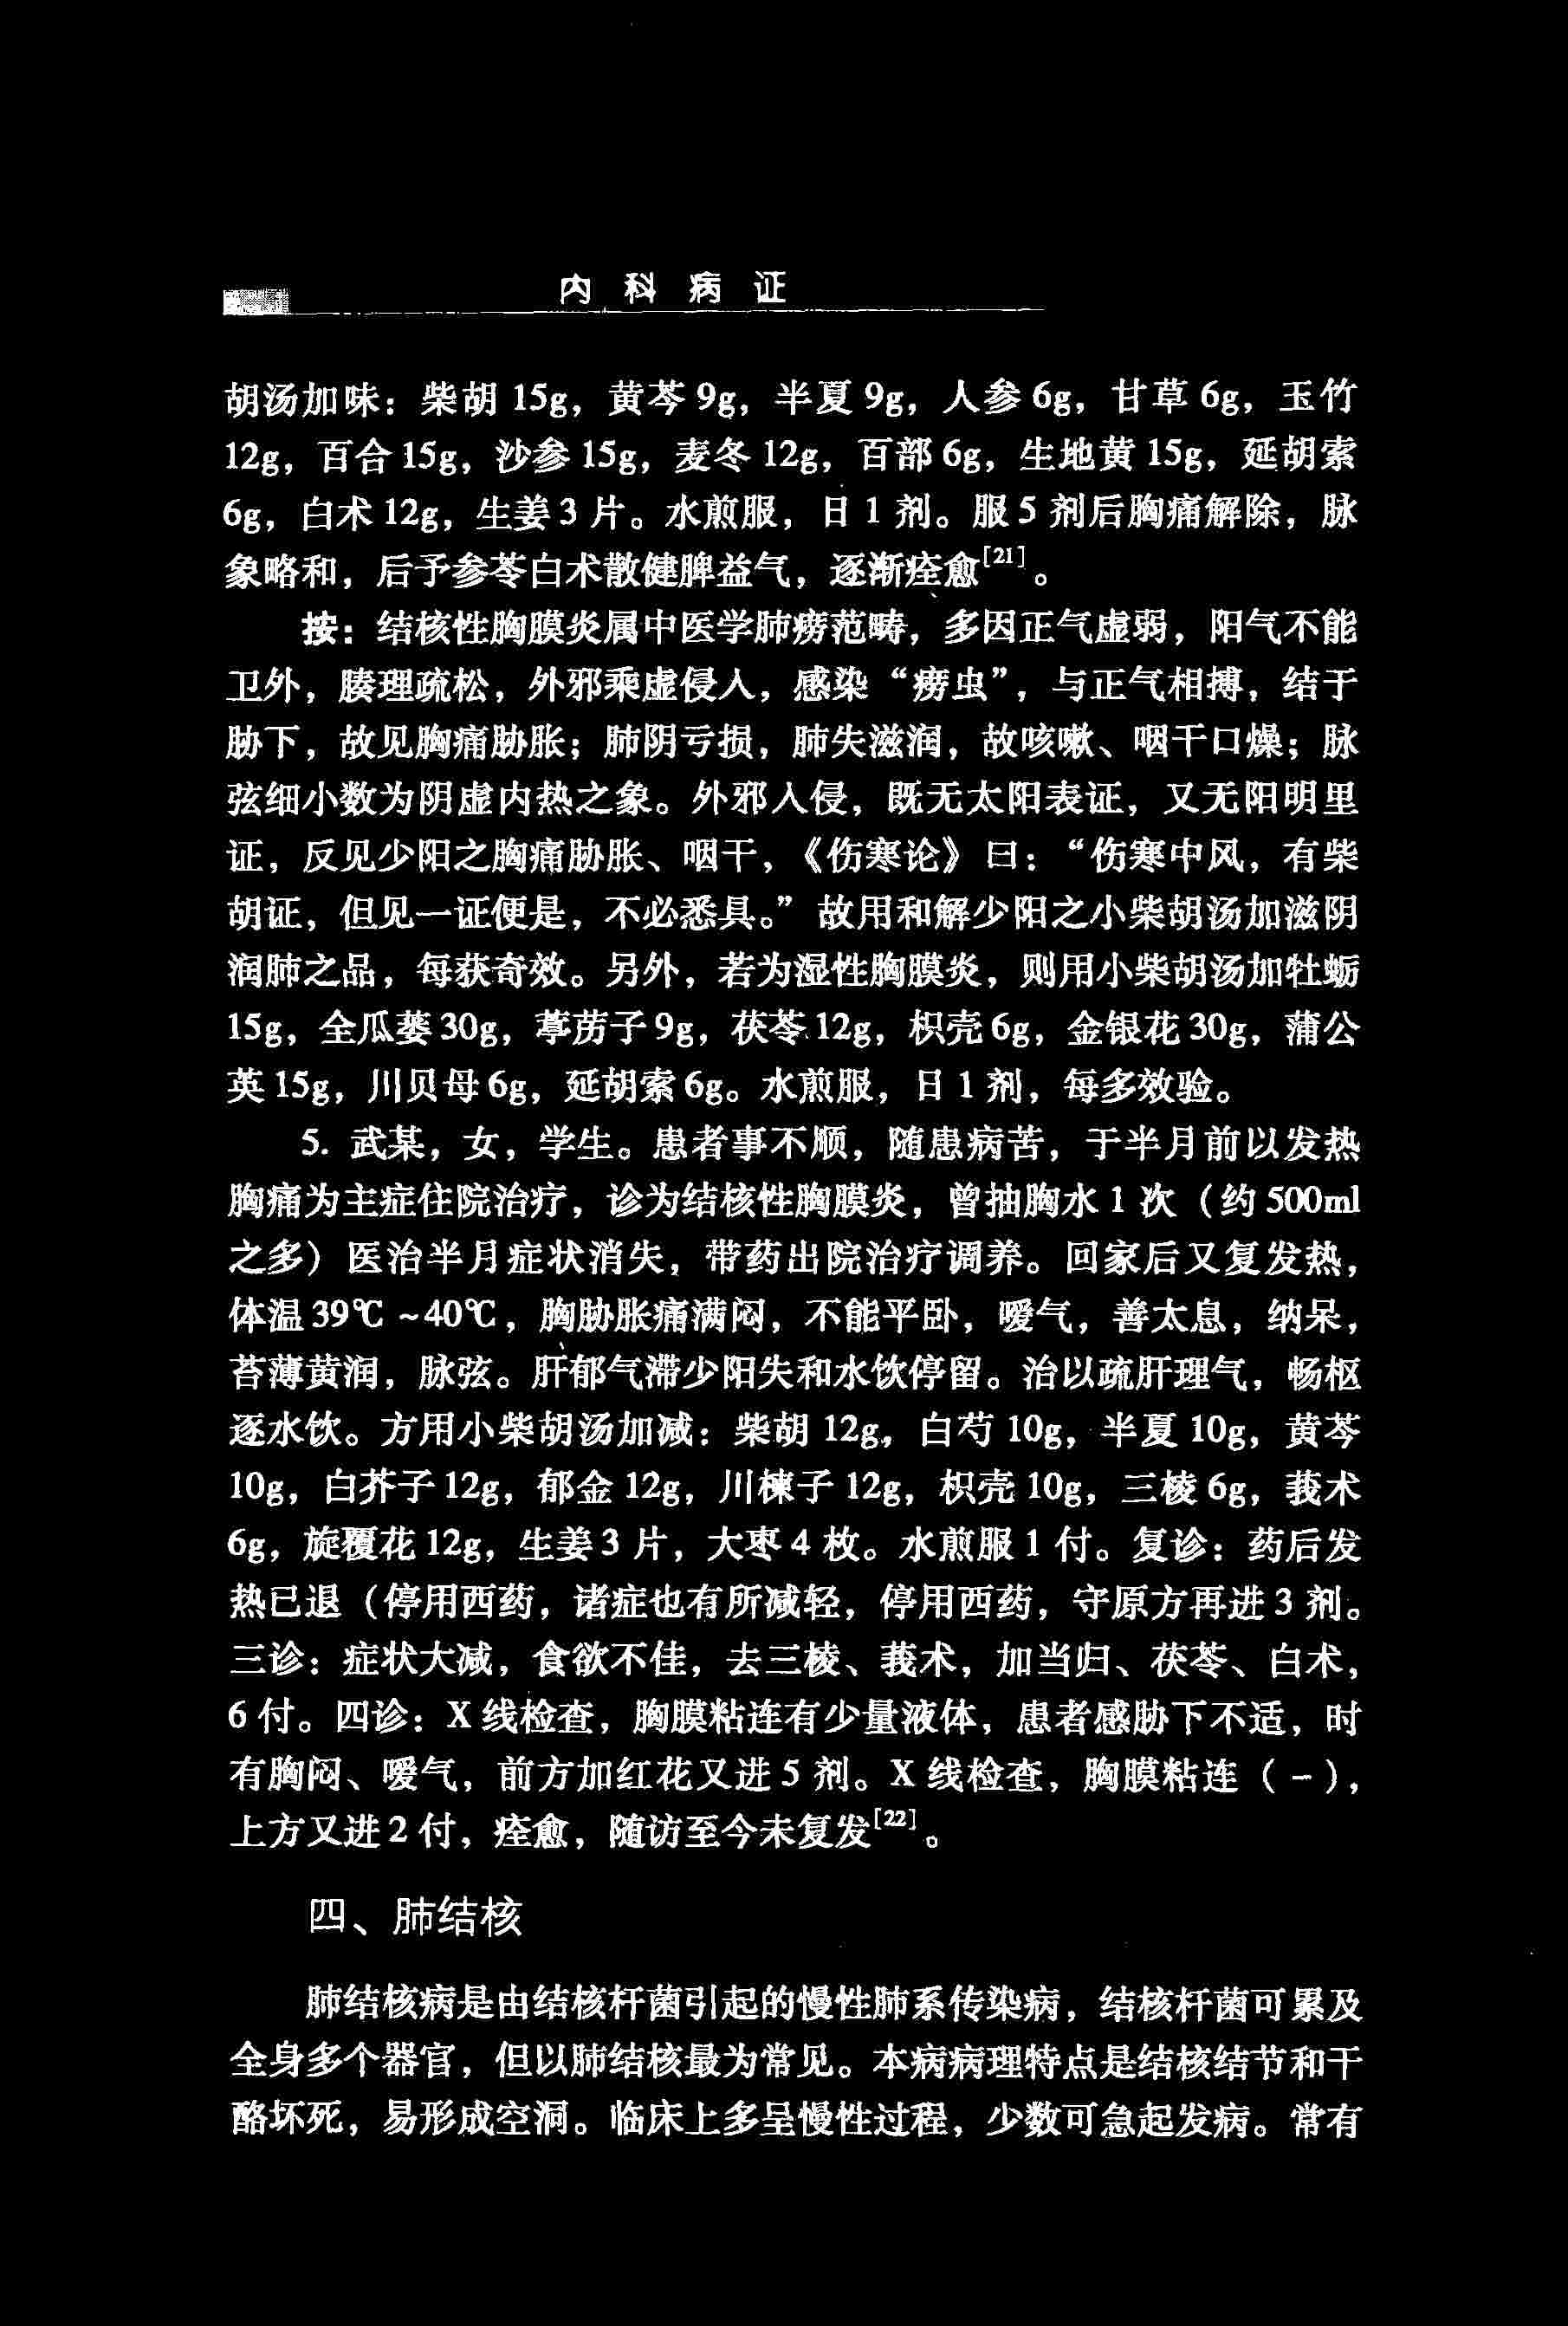 内科病证
胡汤加味：柴胡 15g，黄芩 9g，半夏 9g，人参 6g，甘草 6g，玉竹
12g，百合 15g，沙参 15g，麦冬 12g，百部 6g，生地黄 15g，延胡索
6g，白术 12g，生姜 3 片。水煎服，日 1 剂。服 5 剂后胸痛解除，脉
象略和，后予参苓白术散健脾益气，逐渐痊愈[21]。
按：结核性胸膜炎属中医学肺痨范畴，多因正气虚弱，阳气不能
卫外，腠理疏松，外邪乘虚侵入，感染“痨虫”，与正气相搏，结于
胁下，故见胸痛胁胀；肺阴亏损，肺失滋润，故咳嗽、咽干口燥；脉
弦细小数为阴虚内热之象。外邪入侵，既无太阳表证，又无阳明里
证，反见少阳之胸痛胁胀、咽干，《伤寒论》曰：“伤寒中风，有柴
胡证，但见一证便是，不必悉具。”故用和解少阳之小柴胡汤加滋阴
润肺之品，每获奇效。另外，若为湿性胸膜炎，则用小柴胡汤加牡蛎
15g，全瓜蒌 30g，葶苈子 9g，茯苓 12g，枳壳 6g，金银花 30g，蒲公
英 15g，川贝母 6g，延胡索 6g。水煎服，日 1 剂，每多效验。
5. 武某，女，学生。患者事不顺，随患病苦，于半月前以发热
胸痛为主症住院治疗，诊为结核性胸膜炎，曾抽胸水 1 次（约 500ml
之多）医治半月症状消失，带药出院治疗调养。回家后又复发热，
体温 39℃ ~40℃，胸胁胀痛满闷，不能平卧，嗳气，善太息，纳呆，
苔薄黄润，脉弦。肝郁气滞少阳失和水饮停留。治以疏肝理气，畅枢
逐水饮。方用小柴胡汤加减：柴胡 12g，白芍 10g，半夏 10g，黄芩
10g，白芥子 12g，郁金 12g，川楝子 12g，枳壳 10g，三棱 6g，莪术
6g，旋覆花 12g，生姜 3 片，大枣 4 枚。水煎服 1 付。复诊：药后发
热已退（停用西药，诸症也有所减轻，停用西药，守原方再进 3 剂。
三诊：症状大减，食欲不佳，去三棱、莪术，加当归、茯苓、白术，
6 付。四诊：X 线检查，胸膜粘连有少量液体，患者感胁下不适，时
有胸闷、嗳气，前方加红花又进 5 剂。X 线检查，胸膜粘连（-），
上方又进 2 付，痊愈，随访至今未复发[22]。
四、肺结核
肺结核病是由结核杆菌引起的慢性肺系传染病，结核杆菌可累及
全身多个器官，但以肺结核最为常见。本病病理特点是结核结节和干
酪坏死，易形成空洞。临床上多呈慢性过程，少数可急起发病。常有